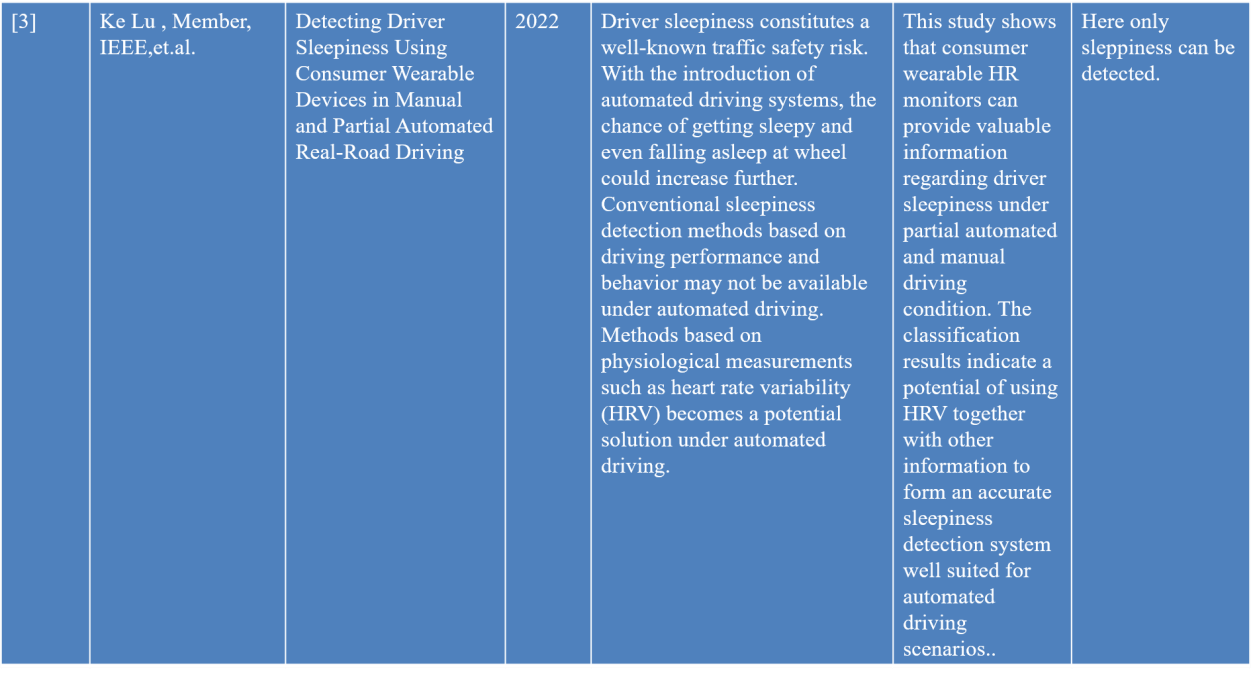 [3]
Ke Lu , Member,
IEEE,et.al.
Detecting Driver
Sleepiness Using
Consumer Wearable
Devices in Manual
and Partial Automated
Real-Road Driving
2022
Driver sleepiness constitutes a
well-known traffic safety risk.
With the introduction of
automated driving systems, the
chance of getting sleepy and
even falling asleep at wheel
could increase further.
Conventional sleepiness
detection methods based on
driving performance and
behavior may not be available
under automated driving.
Methods based on
physiological measurements
such as heart rate variability
(HRV) becomes a potential
solution under automated
driving.
This study shows
that consumer
wearable HR
monitors can
provide valuable
information
regarding driver
sleepiness under
partial automated
and manual
driving
condition. The
classification
results indicate a
potential of using
HRV together
with other
information to
form an accurate
sleepiness
detection system
well suited for
automated
driving
scenarios..
Here only
sleppiness can be
detected.